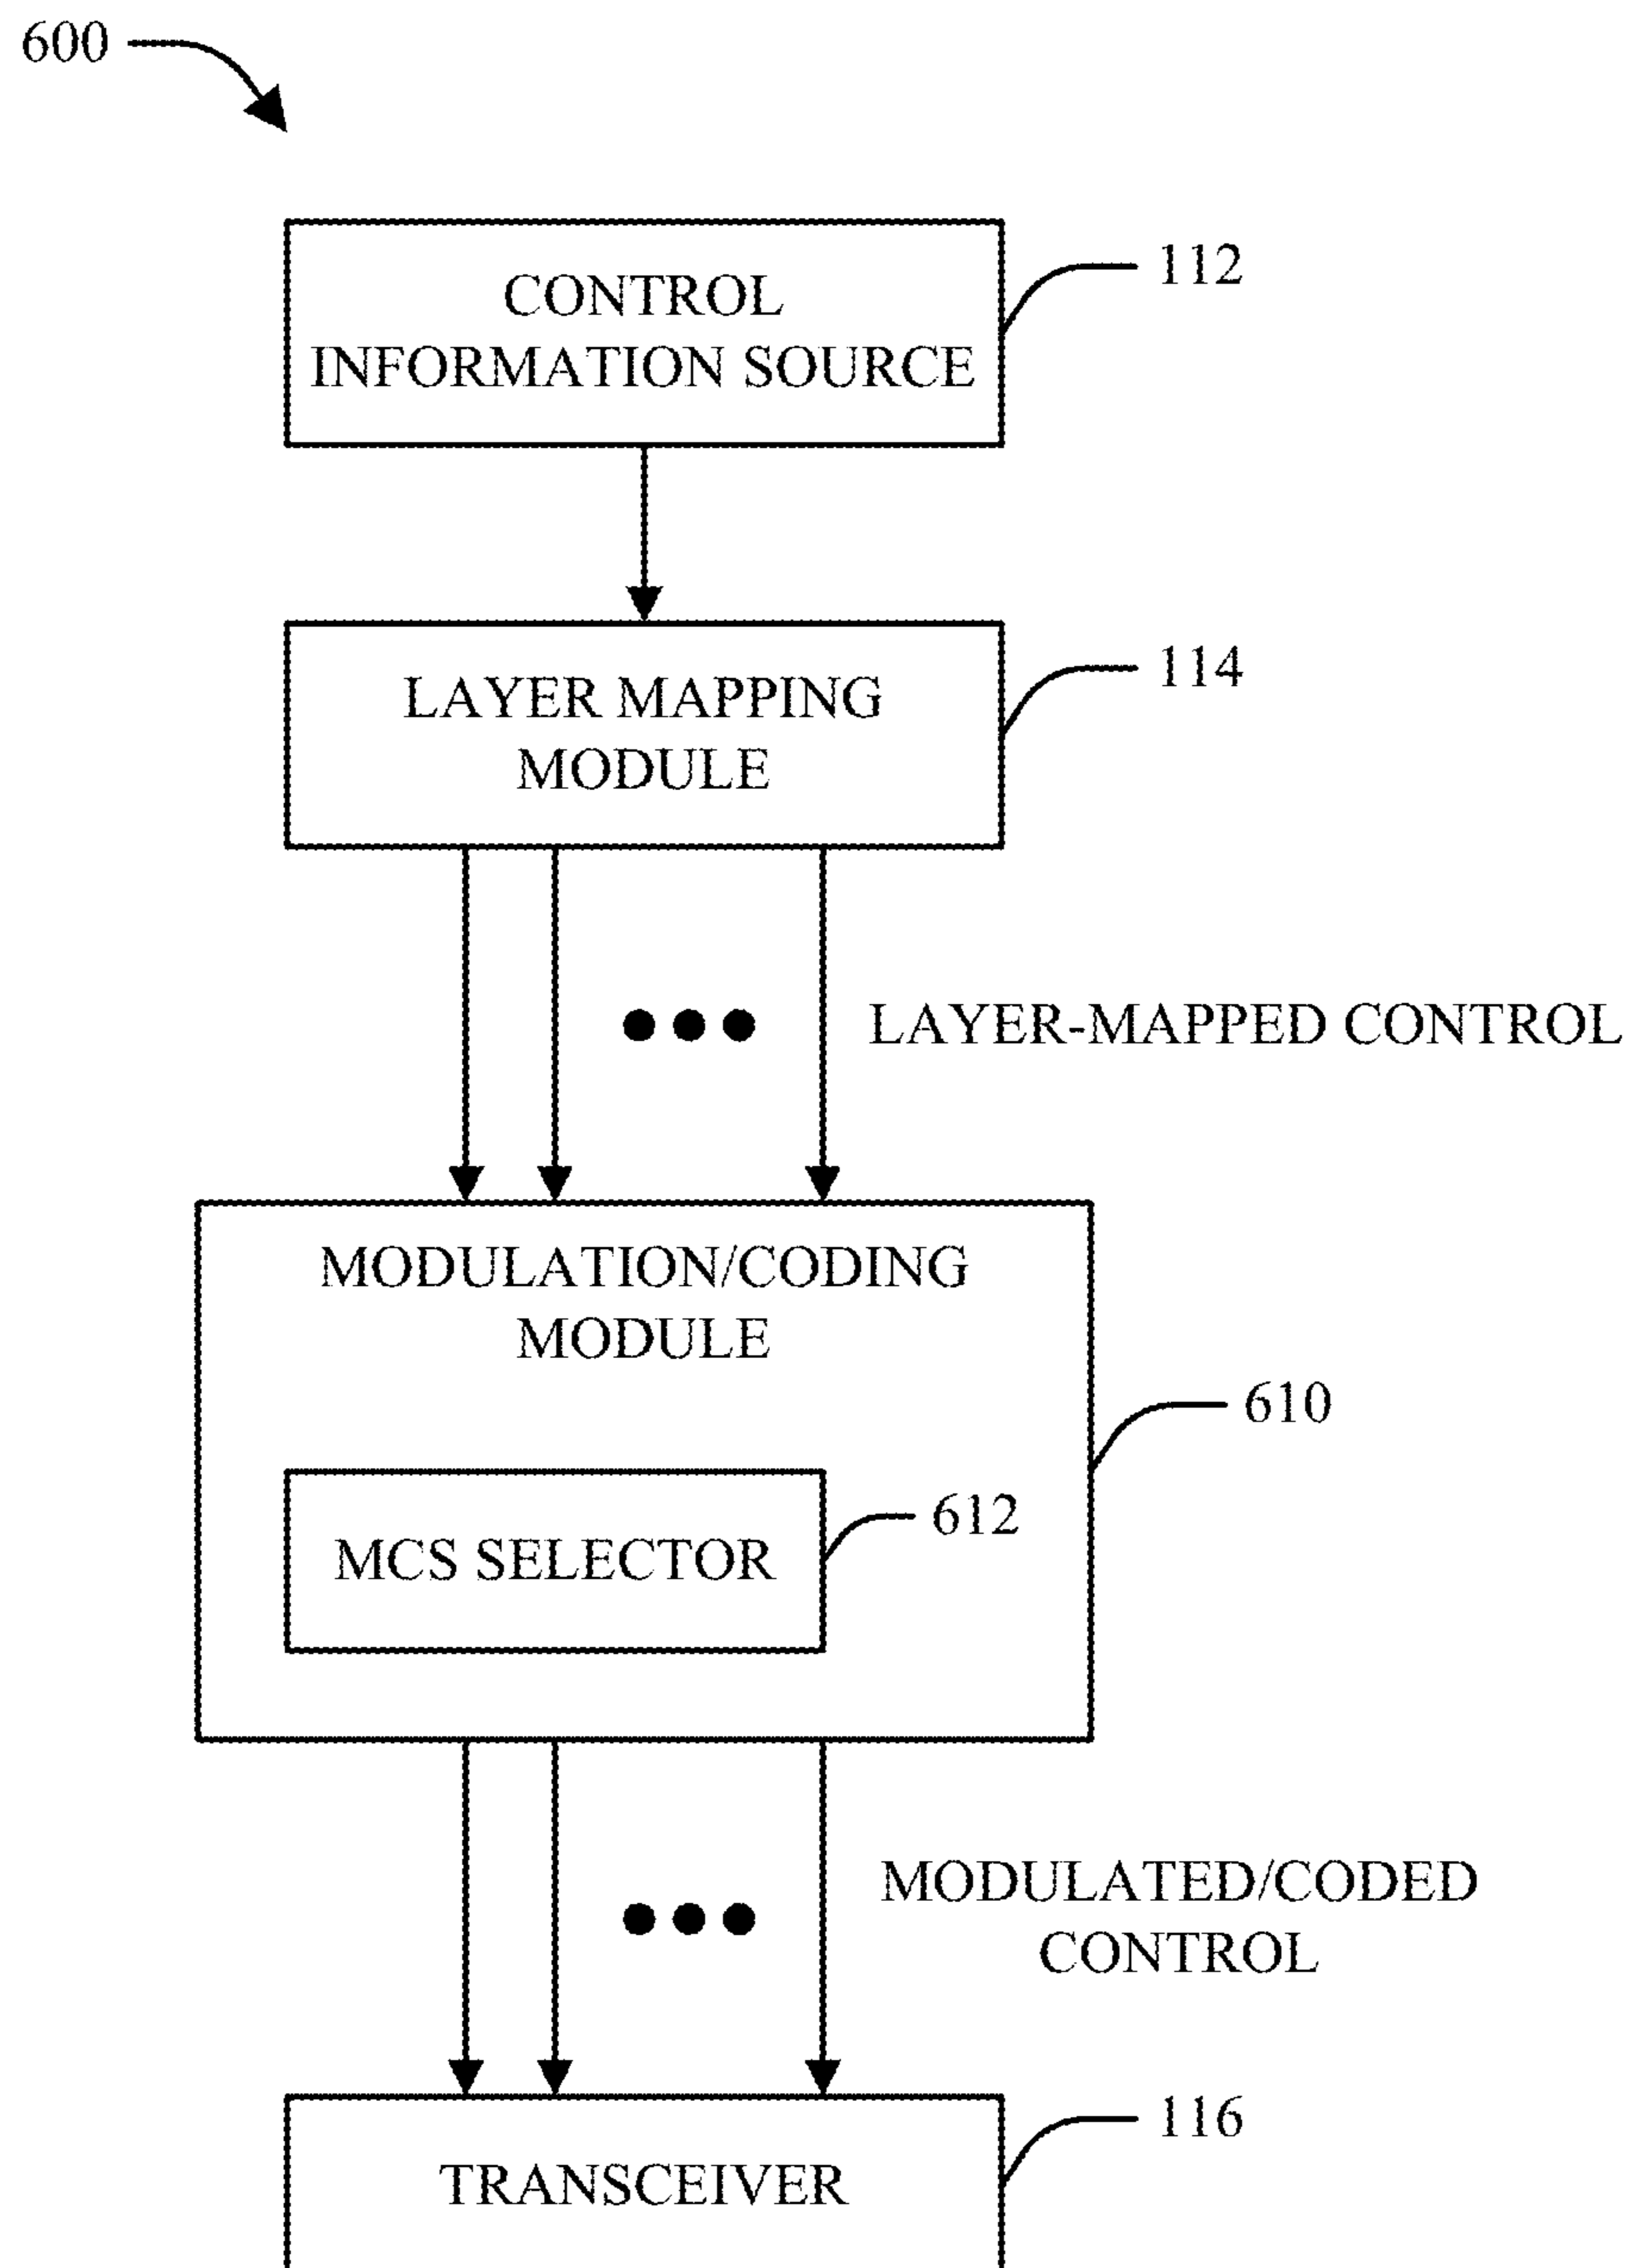 600
CONTROL
INFORMATION SOURCE
112
LAYER MAPPING
MODULE
114
LAYER-MAPPED CONTROL
MODULATION/CODING
MODULE
610
MCS SELECTOR
612
MODULATED/CODED
CONTROL
TRANSCEIVER
116